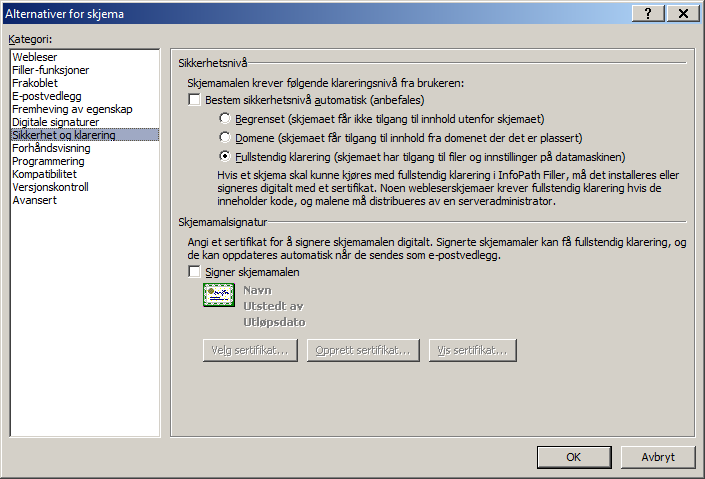 Alternativer for skjema
Kategori:
Webleser
Filler-funksjoner
Frakoblet
E-postvedlegg
Fremheving av egenskap
Digitale signaturer
Sikkerhet og klarering
Forhåndsvisning
Programmering
Kompatibilitet
Versjonskontroll
Avansert
Sikkerhetsnivå
Skjemamalen krever følgende klareringsnivå fra brukeren:
Bestem sikkerhetsnivå automatisk (anbefales)
Begrenset (skjemaet får ikke tilgang til innhold utenfor skjemaet)
Domene (skjemaet får tilgang til innhold fra domenet der det er plassert)
Fullstendig klarering (skjemaet har tilgang til filer og innstillinger på datamaskinen)
Hvis et skjema skal kunne kjøres med fullstendig klarering i InfoPath Filler, må det installeres eller
signeres digitalt med et sertifikat. Noen webleserskjemaer krever fullstendig klarering hvis de
inneholder kode, og malene må distribueres av en serveradministrator.
Skjemamalsignatur
Angi et sertifikat for å signere skjemamalen digitalt. Signerte skjemamaler kan få fullstendig klarering, og
de kan oppdateres automatisk når de sendes som e-postvedlegg.
Signer skjemamalen
Navn
Utstedt av
Utløpsdato
Velg sertifikat...
Opprett sertifikat...
Vis sertifikat...
OK
Avbryt